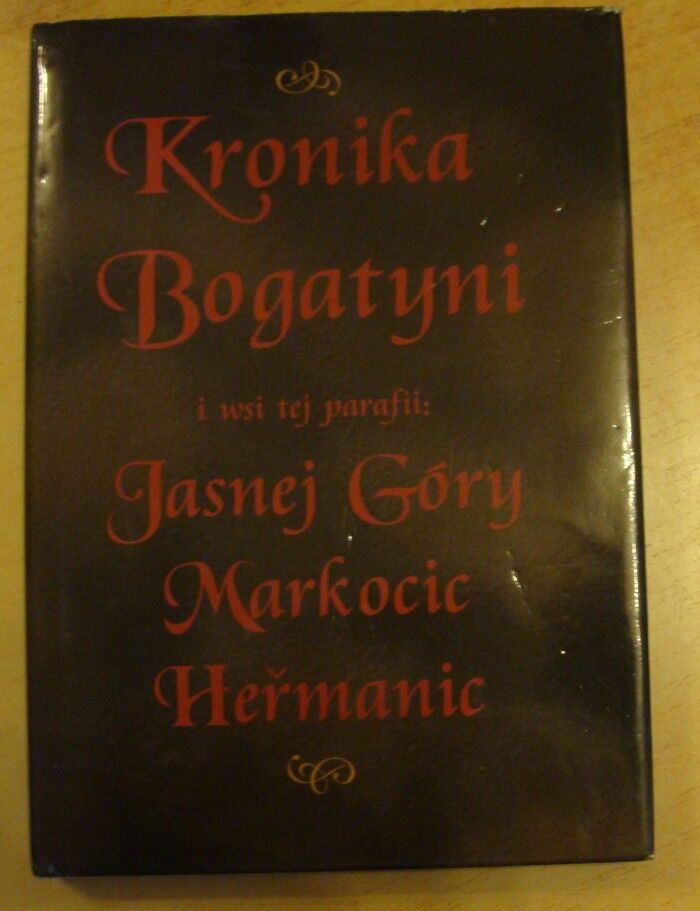 Kronika
Bogatyni
i wsi tej parafii:
Jasnej Góry
Markocic
Heřmanic